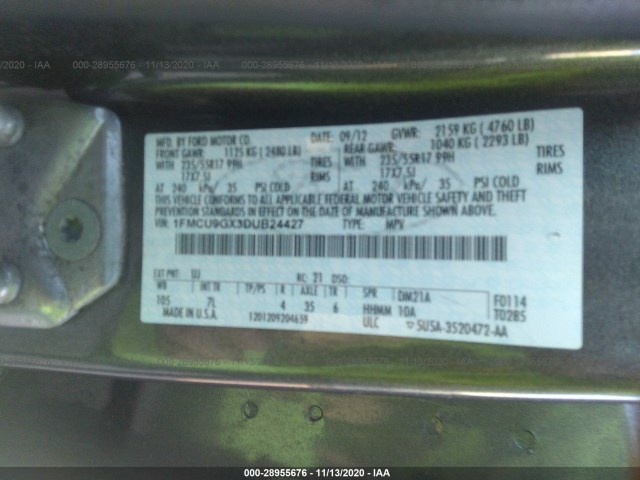 000-28955676 - 11/13/2020 - IAA
MFD. BY FORD MOTOR CO. DATE: 09/12 GVWR: 2159 KG ( 4760 LB)
FRONT GAWR: 1125 KG ( 2480 LB) REAR GAWR: 1040 KG ( 2293 LB)
WITH 235/55R17 99H TIRES WITH 235/55R17 99H TIRES
17X7.5J RIMS 17X7.5J RIMS
AT 240 kPa/ 35 PSI COLD AT 240 kPa/ 35 PSI COLD
THIS VEHICLE CONFORMS TO ALL APPLICABLE FEDERAL MOTOR VEHICLE SAFETY
AND THEFT PREVENTION STANDARDS IN EFFECT ON THE DATE OF MANUFACTURE SHOWN ABOVE.
VIN: 1FMCU9GX3DUB24427 TYPE: MPV
EXT PNT: RC: 21 DSO:
WB INT TR TP/PS R AXLE TR SPR DM21A F0114
105 7L 4 35 6 HHMM 10A TD2B5
MADE IN U.S.A. 1201209204659 ULC 5U5A-3520472-AA
000-28955676 - 11/13/2020 - IAA